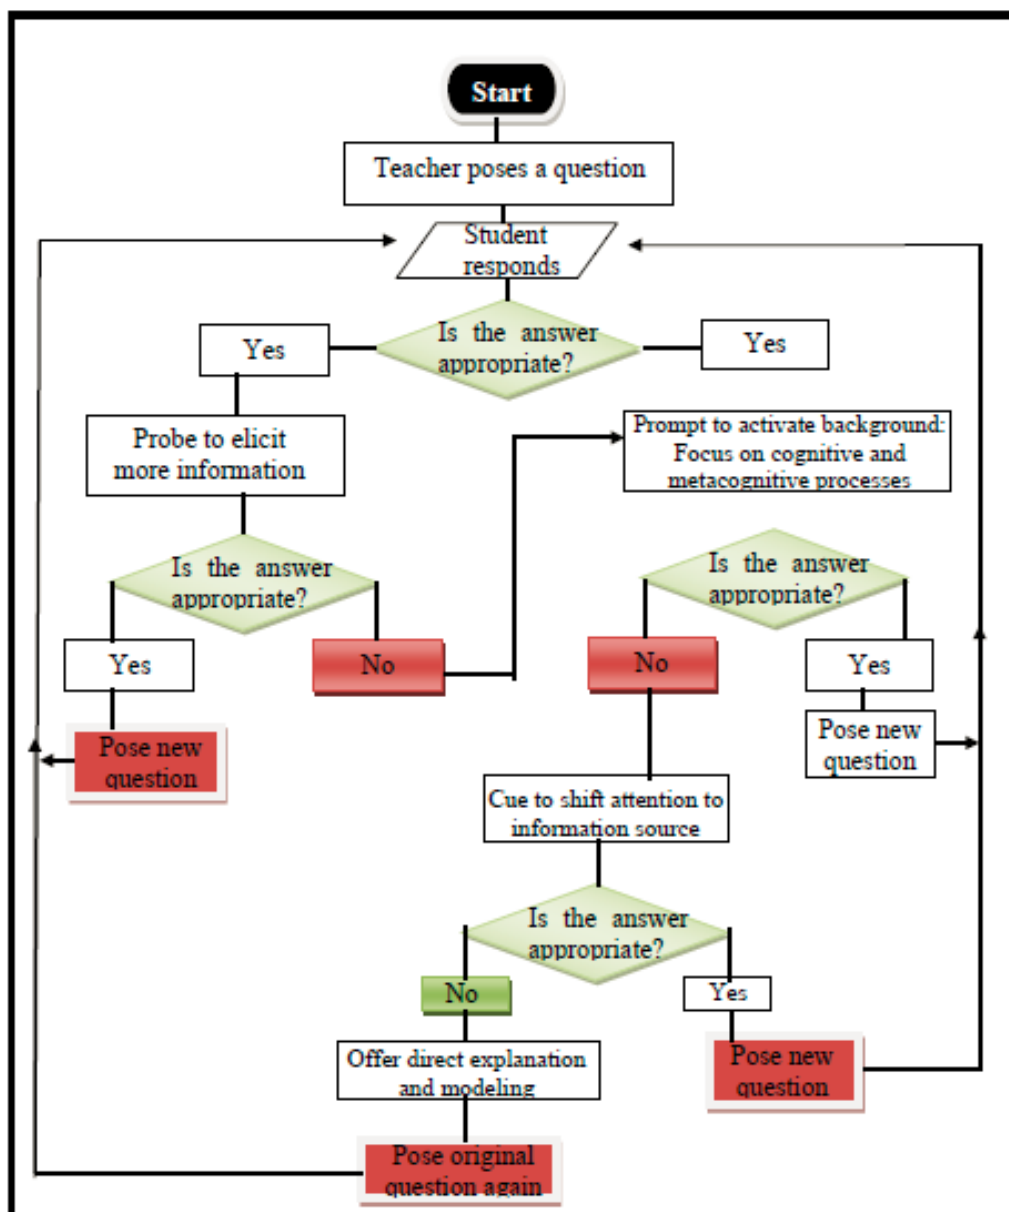 Start
Teacher poses a question
Student
responds
Is the answer
appropriate?
Yes
Yes
Probe to elicit
more information
Prompt to activate background:
Focus on cognitive and
metacognitive processes
Is the answer
appropriate?
Is the answer
appropriate?
Yes
No
No
Yes
Pose new
question
Pose new
question
Cue to shift attention to
information source
Is the answer
appropriate?
No
Yes
Offer direct explanation
and modeling
Pose new
question
Pose original
question again